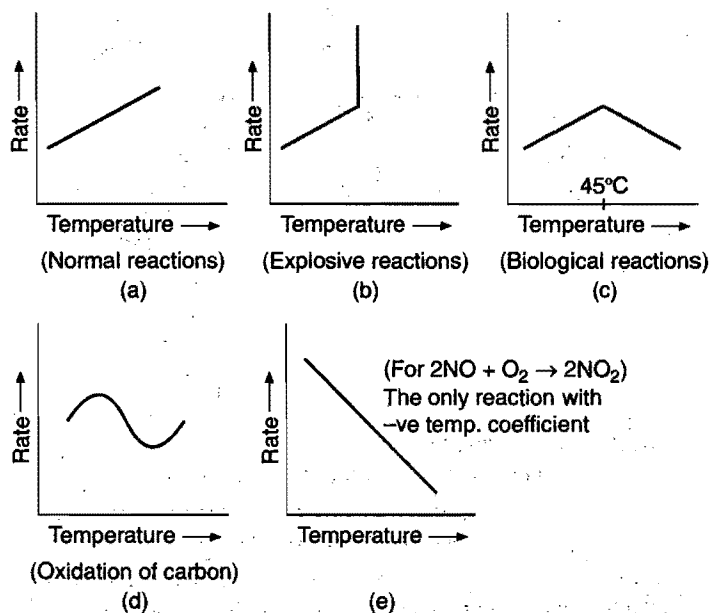 Rate
Temperature
(Normal reactions)
(a)
Rate
Temperature
(Explosive reactions)
(b)
Rate
45°C
Temperature
(Biological reactions)
(c)
Rate
Temperature
(Oxidation of carbon)
(d)
Rate
(For 2NO + O₂ → 2NO₂)
The only reaction with
–ve temp. coefficient
Temperature
(e)